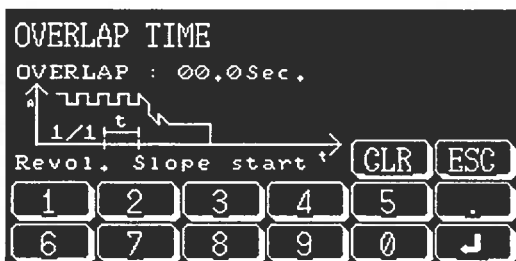 OVERLAP TIME
OVERLAP : 00.0Sec.
A
t
1/1
t
Revol. Slope start
CLR ESC
1 2 3 4 5 .
6 7 8 9 0 ↵